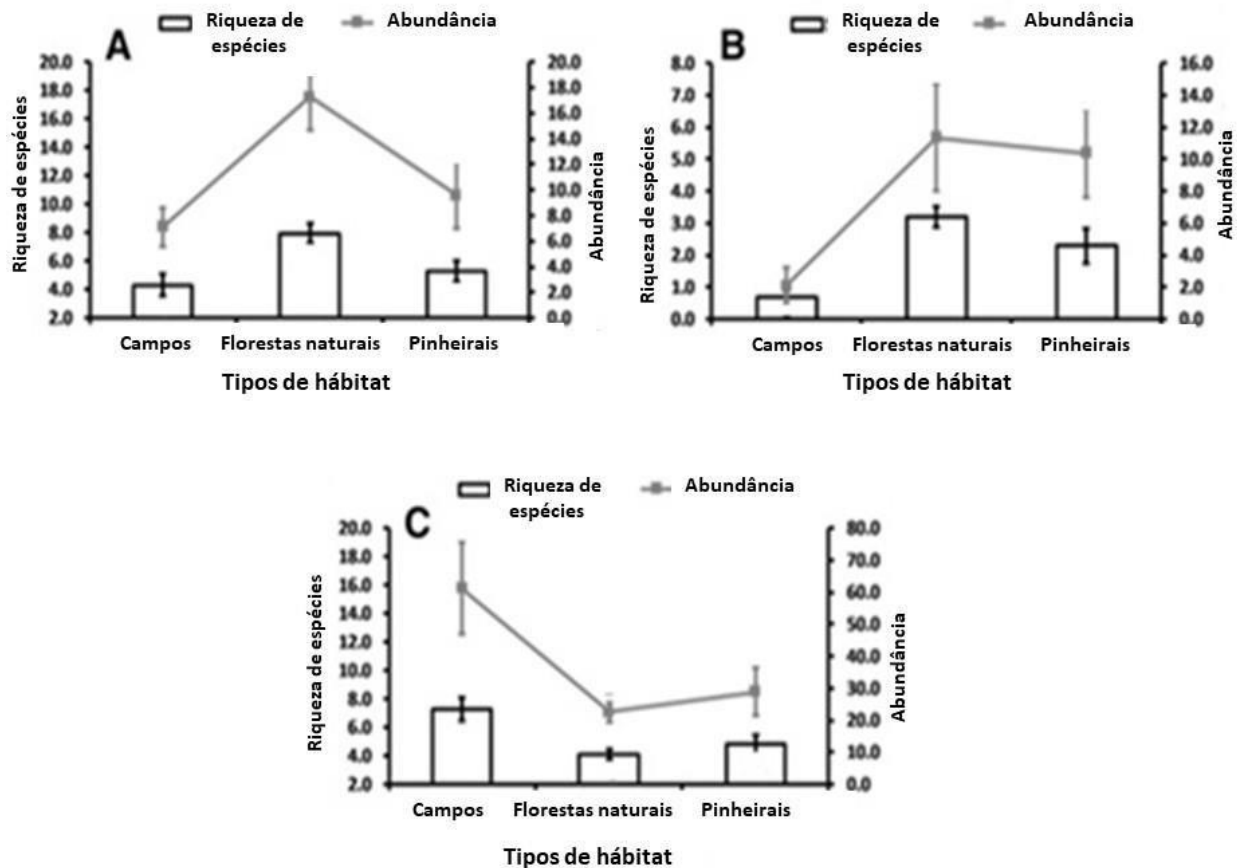 A
Riqueza de espécies
Abundância
Riqueza de espécies
20.0
18.0
16.0
14.0
12.0
10.0
8.0
6.0
4.0
2.0
Abundância
20.0
18.0
16.0
14.0
12.0
10.0
8.0
6.0
4.0
2.0
0.0
Campos Florestas naturais Pinheirais
Tipos de hábitat
B
Riqueza de espécies
Abundância
Riqueza de espécies
8.0
7.0
6.0
5.0
4.0
3.0
2.0
1.0
0.0
Abundância
16.0
14.0
12.0
10.0
8.0
6.0
4.0
2.0
0.0
Campos Florestas naturais Pinheirais
Tipos de hábitat
C
Riqueza de espécies
Abundância
Riqueza de espécies
20.0
18.0
16.0
14.0
12.0
10.0
8.0
6.0
4.0
2.0
Abundância
80.0
70.0
60.0
50.0
40.0
30.0
20.0
10.0
0.0
Campos Florestas naturais Pinheirais
Tipos de hábitat